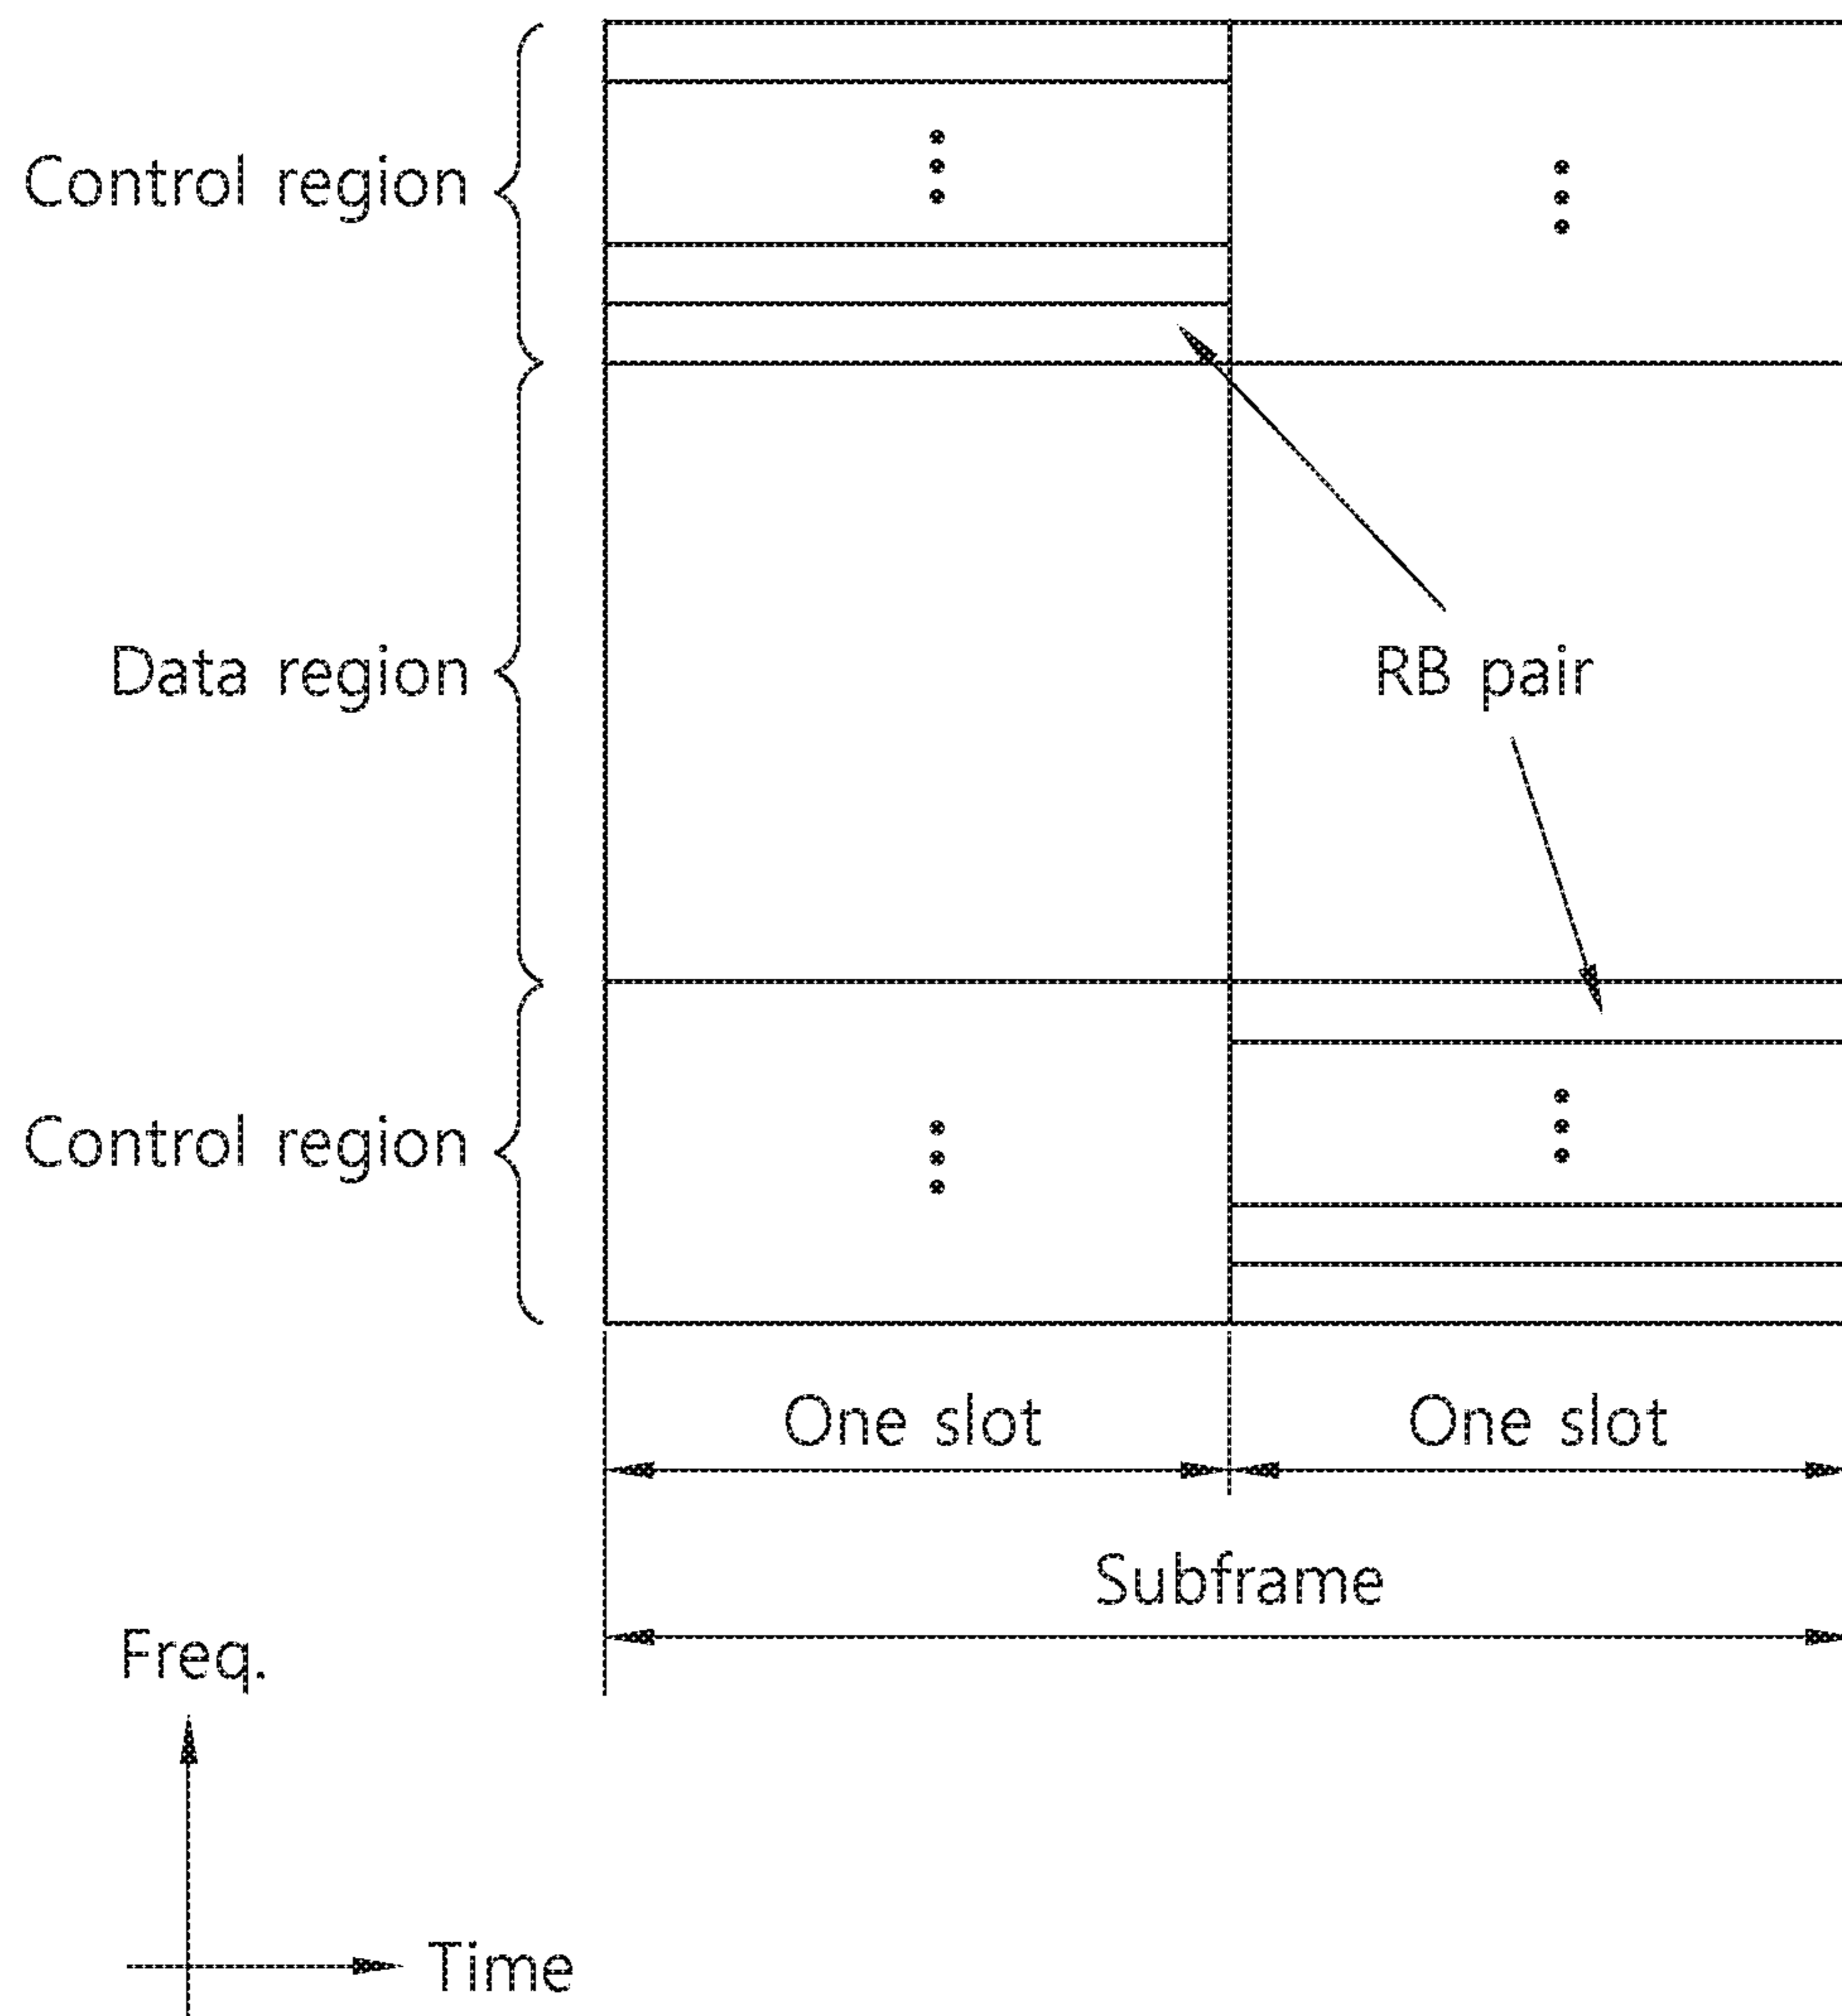 Control region
Data region
RB pair
Control region
One slot
One slot
Subframe
Freq.
Time